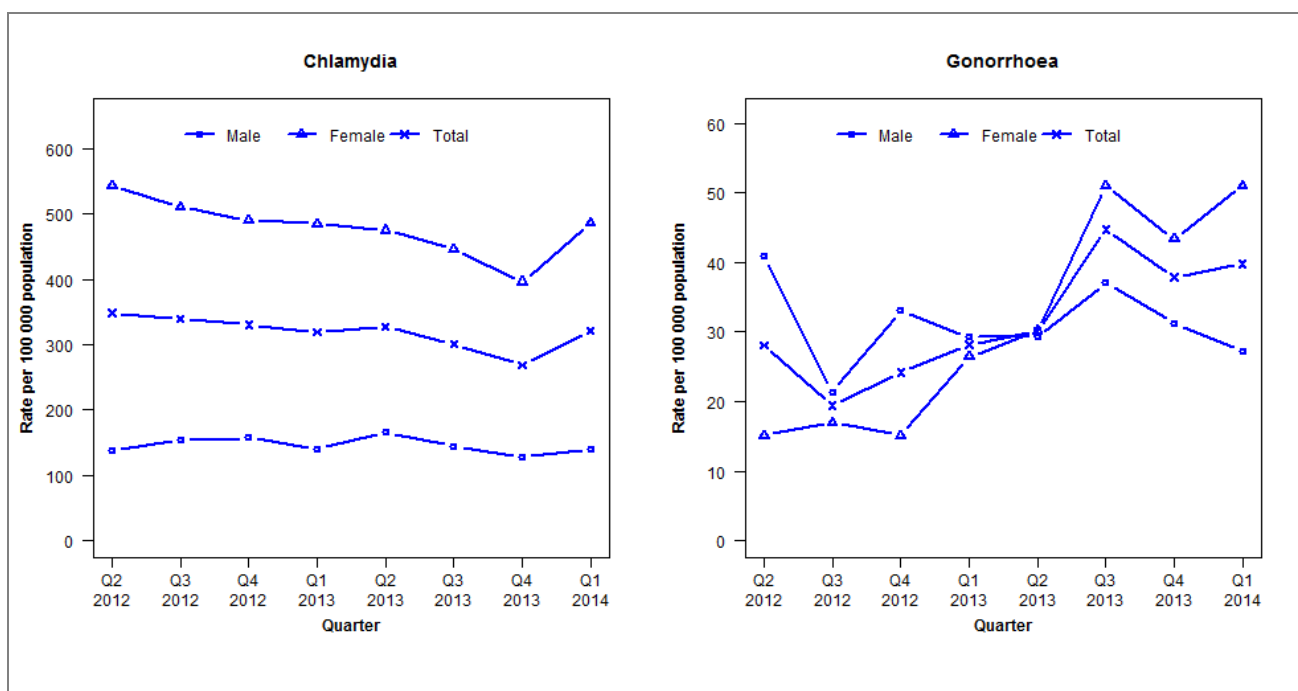 Chlamydia
Male Female Total
600
500
400
300
200
100
0
Rate per 100 000 population
Q2 Q3 Q4 Q1 Q2 Q3 Q4 Q1
2012 2012 2012 2013 2013 2013 2013 2014
Quarter
Gonorrhoea
Male Female Total
60
50
40
30
20
10
0
Rate per 100 000 population
Q2 Q3 Q4 Q1 Q2 Q3 Q4 Q1
2012 2012 2012 2013 2013 2013 2013 2014
Quarter